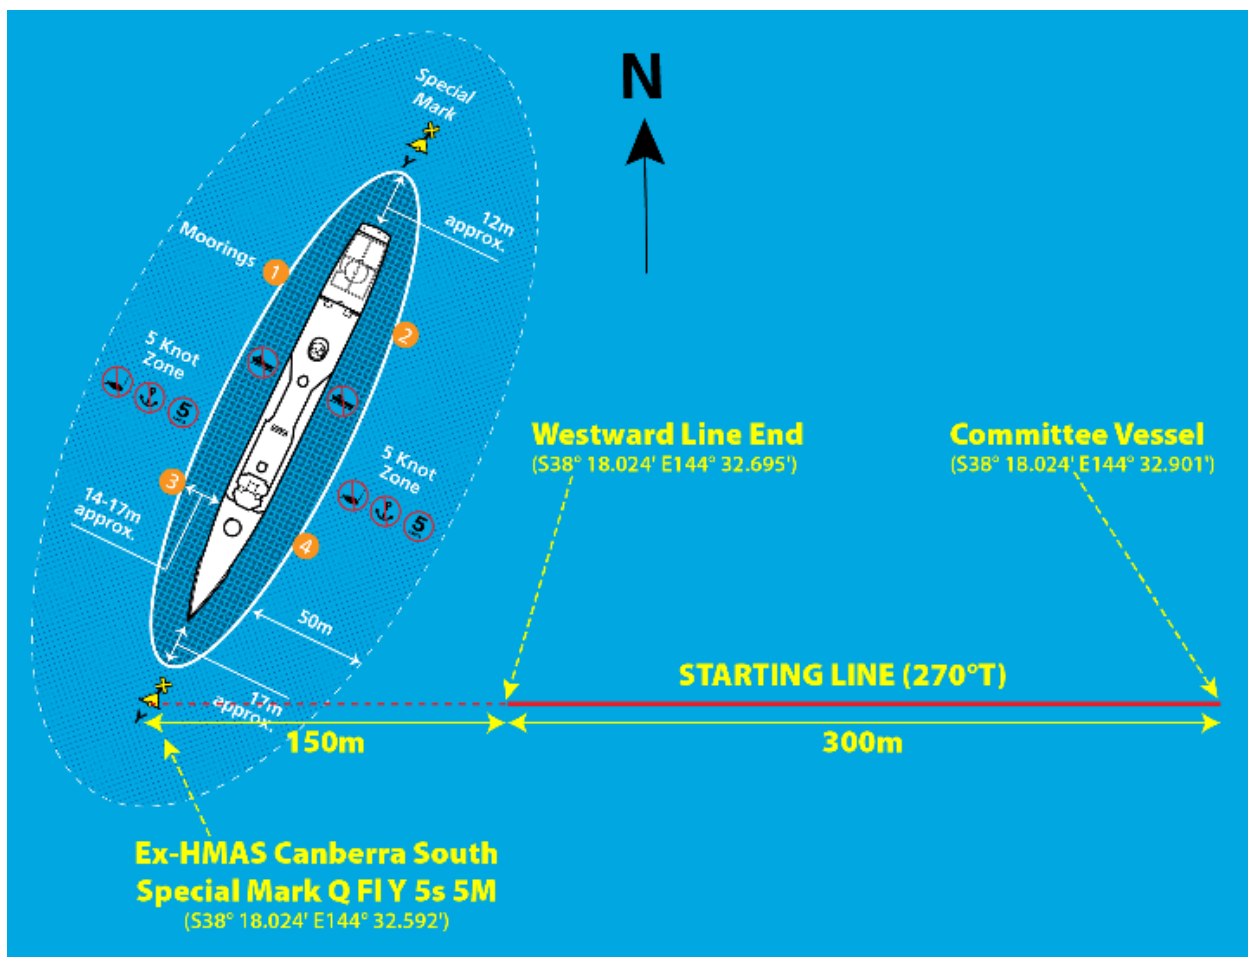 Special
Mark
N
Y
12m
approx.
Moorings
1
2
5 Knot
Zone
5
Westward Line End
(S38° 18.024' E144° 32.695')
Committee Vessel
(S38° 18.024' E144° 32.901')
5 Knot
Zone
5
3
14-17m
approx.
4
50m
STARTING LINE (270°T)
17m
approx.
Y
150m
300m
Ex-HMAS Canberra South
Special Mark Q Fl Y 5s 5M
(S38° 18.024' E144° 32.592')